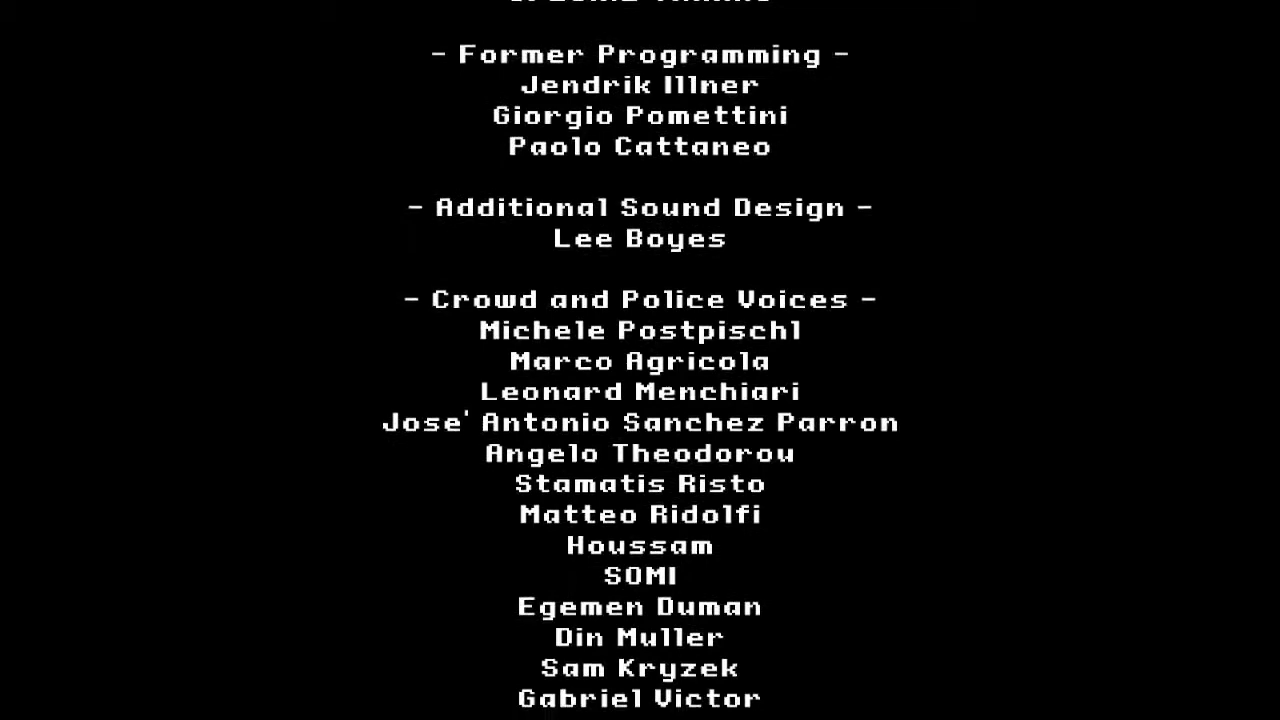 - Former Programming -
Jendrik Illner
Giorgio Pomettini
Paolo Cattaneo
- Additional Sound Design -
Lee Boyes
- Crowd and Police Voices -
Michele Postpischl
Marco Agricola
Leonard Menchiari
Jose' Antonio Sanchez Parron
Angelo Theodorou
Stamatis Risto
Matteo Ridolfi
Houssam
SOMI
Egemen Duman
Din Muller
Sam Kryzek
Gabriel Victor